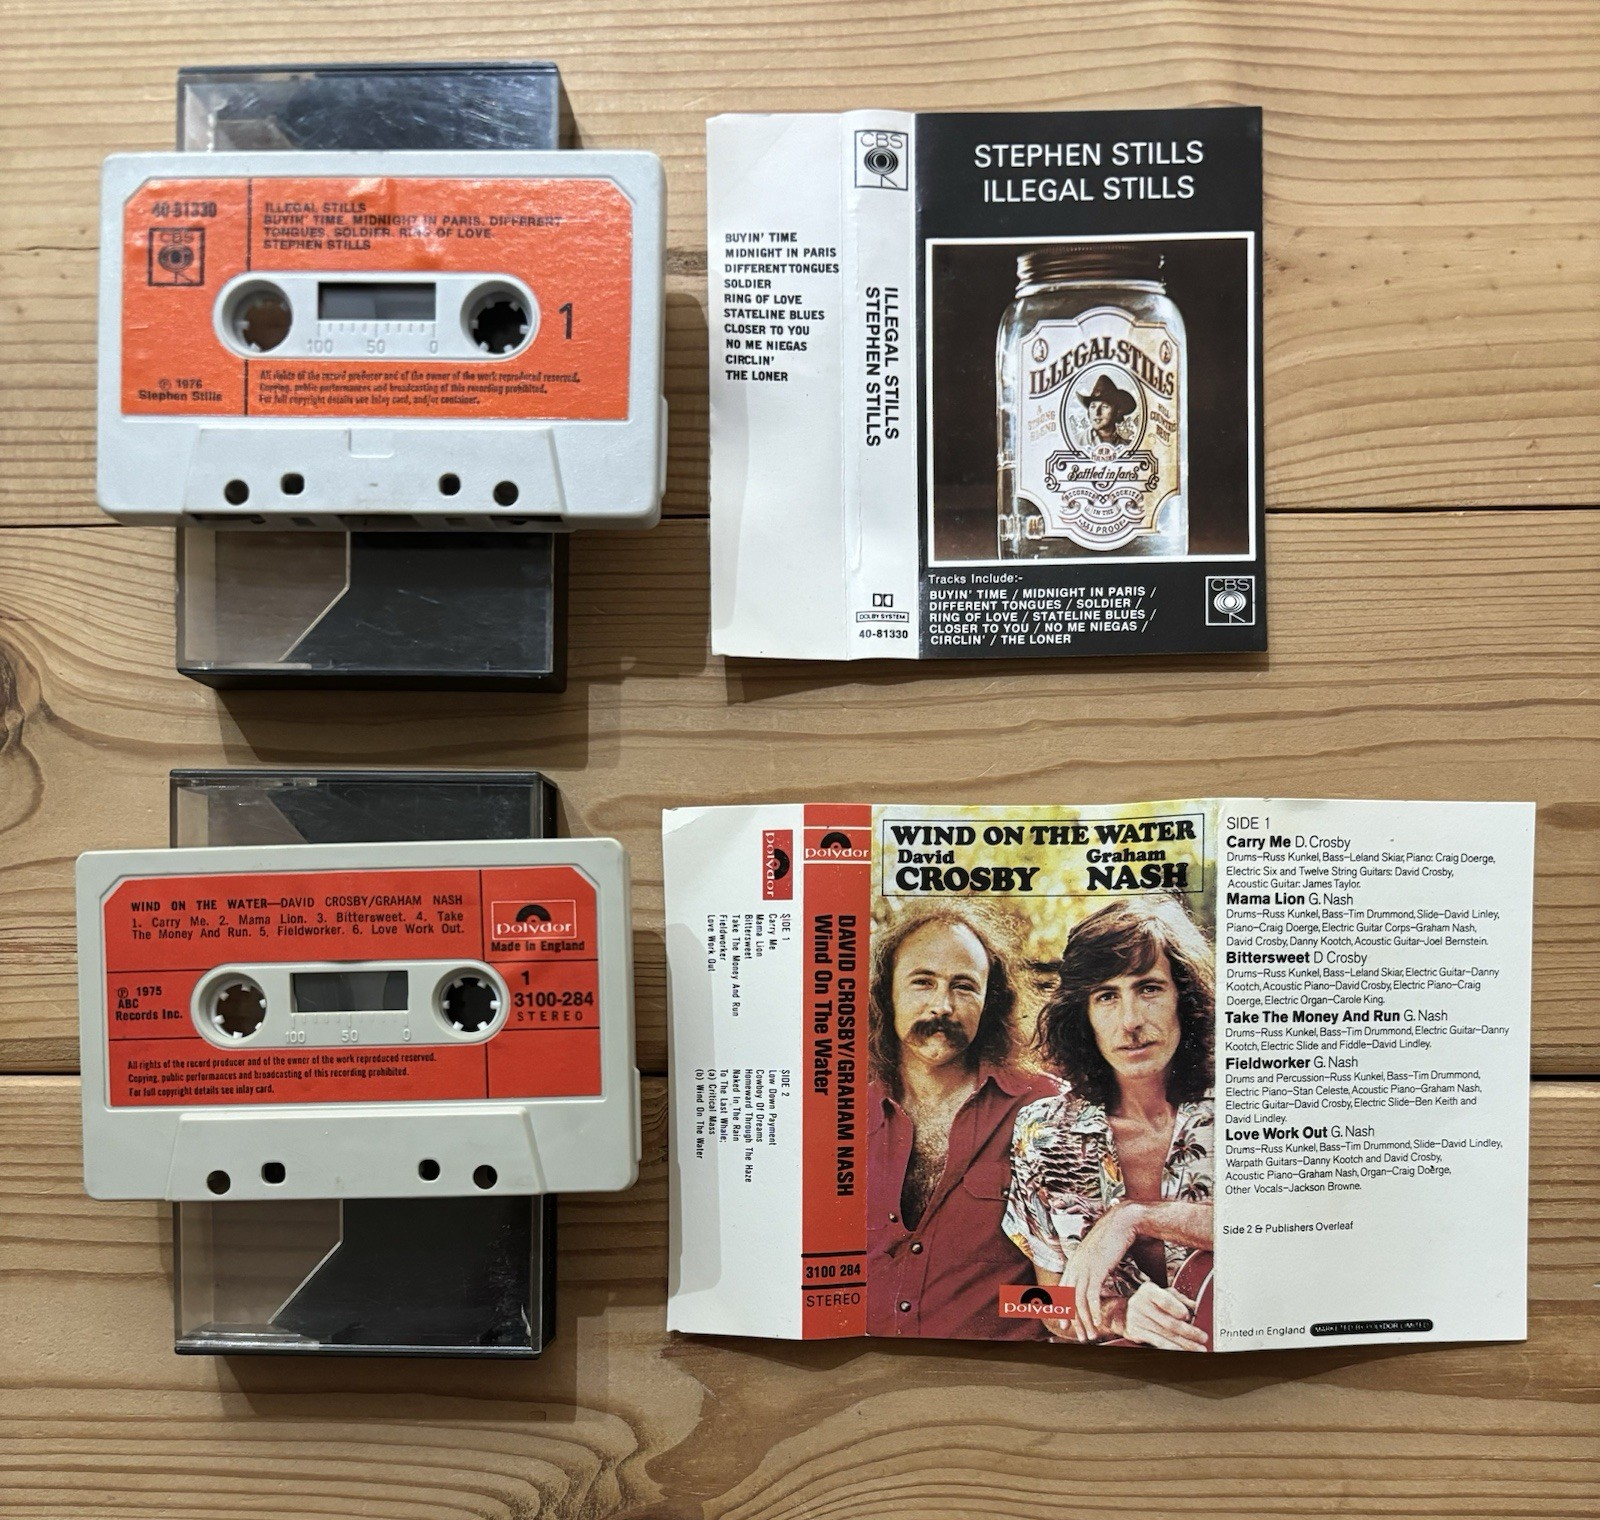 40-81330
CBS
ILLEGAL STILLS
BUYIN' TIME. MIDNIGHT IN PARIS. DIFFERENT
TONGUES. SOLDIER. RING OF LOVE.
STEPHEN STILLS
1
100 50 0
℗ 1976
Stephen Stills
All rights of the record producer and of the owner of the work reproduced reserved.
Copying, public performances and broadcasting of this recording prohibited.
For full copyright details see inlay card, and/or container.
BUYIN' TIME
MIDNIGHT IN PARIS
DIFFERENT TONGUES
SOLDIER
RING OF LOVE
STATELINE BLUES
CLOSER TO YOU
NO ME NIEGAS
CIRCLIN'
THE LONER
CBS
ILLEGAL STILLS
STEPHEN STILLS
DOLBY SYSTEM
40-81330
STEPHEN STILLS
ILLEGAL STILLS
ILLEGAL STILLS
A STRONG BLEND
Bottled in Jars
IN THE
PROOF
Tracks Include:-
BUYIN' TIME / MIDNIGHT IN PARIS /
DIFFERENT TONGUES / SOLDIER /
RING OF LOVE / STATELINE BLUES /
CLOSER TO YOU / NO ME NIEGAS /
CIRCLIN' / THE LONER
CBS
WIND ON THE WATER—DAVID CROSBY/GRAHAM NASH
1. Carry Me. 2. Mama Lion. 3. Bittersweet. 4. Take
The Money And Run. 5. Fieldworker. 6. Love Work Out.
polydor
Made in England
℗ 1975
ABC
Records Inc.
1
3100-284
STEREO
100 50 0
All rights of the record producer and of the owner of the work reproduced reserved.
Copying, public performances and broadcasting of this recording prohibited.
For full copyright details see inlay card.
polydor
SIDE 1
Carry Me
Mama Lion
Bittersweet
Take The Money And Run
Fieldworker
Love Work Out
SIDE 2
Low Down Payment
Cowboy Of Dreams
Homeward Through The Haze
Naked In The Rain
To The Last Whale:
(a) Critical Mass
(b) Wind On The Water
polydor
DAVID CROSBY/GRAHAM NASH
Wind On The Water
3100 284
STEREO
WIND ON THE WATER
David Graham
CROSBY NASH
polydor
SIDE 1
Carry Me D. Crosby
Drums–Russ Kunkel, Bass–Leland Skiar, Piano: Craig Doerge,
Electric Six and Twelve String Guitars: David Crosby,
Acoustic Guitar: James Taylor.
Mama Lion G. Nash
Drums–Russ Kunkel, Bass–Tim Drummond, Slide–David Linley,
Piano–Craig Doerge, Electric Guitar Corps–Graham Nash,
David Crosby, Danny Kootch, Acoustic Guitar–Joel Bernstein.
Bittersweet D Crosby
Drums–Russ Kunkel, Bass–Leland Skiar, Electric Guitar–Danny
Kootch, Acoustic Piano–David Crosby, Electric Piano–Craig
Doerge, Electric Organ–Carole King.
Take The Money And Run G. Nash
Drums–Russ Kunkel, Bass–Tim Drummond, Electric Guitar–Danny
Kootch, Electric Slide and Fiddle–David Lindley.
Fieldworker G. Nash
Drums and Percussion–Russ Kunkel, Bass–Tim Drummond,
Electric Piano–Stan Celeste, Acoustic Piano–Graham Nash,
Electric Guitar–David Crosby, Electric Slide–Ben Keith and
David Lindley.
Love Work Out G. Nash
Drums–Russ Kunkel, Bass–Tim Drummond, Slide–David Lindley,
Warpath Guitars–Danny Kootch and David Crosby,
Acoustic Piano–Graham Nash, Organ–Craig Doerge,
Other Vocals–Jackson Browne.
Side 2 & Publishers Overleaf
Printed in England MARKETED BY POLYDOR LIMITED